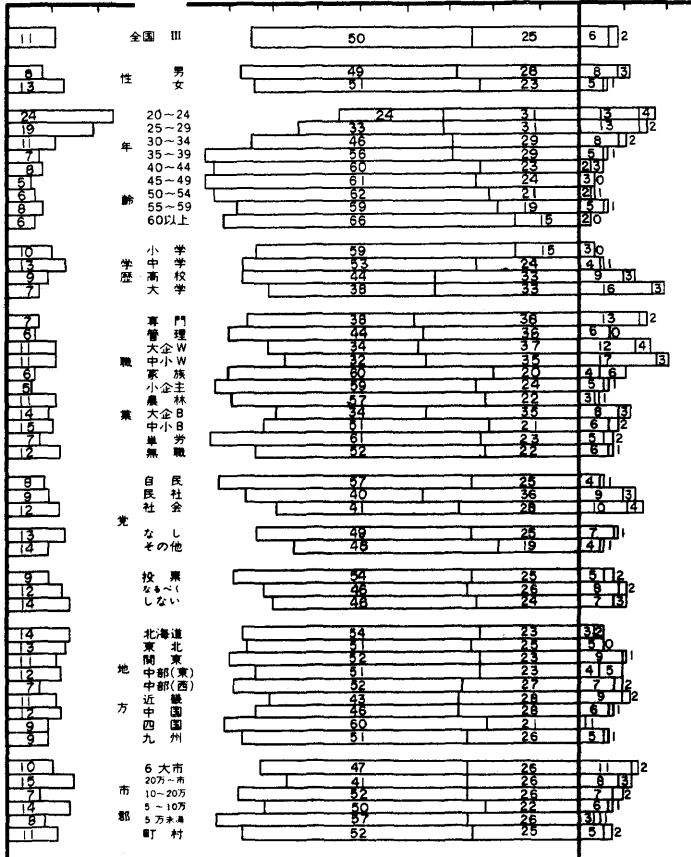 11 全国 III 50 25 6 2
性
8 男 49 28 8 3
13 女 51 23 5 1
年齢
24 20~24 24 31 13 4
19 25~29 33 31 13 2
11 30~34 46 29 8 2
7 35~39 56 29 5 1
8 40~44 60 23 2 3
5 45~49 61 24 3 0
6 50~54 62 21 2 1
8 55~59 59 19 5 1
6 60以上 66 15 2 0
学歴
10 小学 59 15 3 0
13 中学 53 24 4 1
9 高校 44 33 9 3
7 大学 38 33 16 3
職業
7 専門 38 38 13 2
6 管理 44 36 6 0
11 大企W 34 37 12 4
11 中小W 32 35 17 3
6 家族 60 20 4 6
5 小企主 59 24 5 1
11 農林 57 22 3 1
14 大企B 34 35 8 3
15 中小B 51 21 6 2
7 単労 61 23 5 2
12 無職 52 22 6 1
党
8 自民 57 25 4 1
9 民社 40 36 9 3
12 社会 41 28 10 4
13 なし 49 25 7 1
14 その他 48 19 4 1
9 投票 54 25 5 2
12 なるべく 46 26 8 2
14 しない 48 24 7 3
地方
14 北海道 54 23 3 2
13 東北 51 25 5 0
11 関東 52 23 9 1
12 中部(東) 51 23 4 5
7 中部(西) 52 27 7 2
11 近畿 43 28 9 2
12 中国 46 28 6 1
9 四国 60 21 1
9 九州 51 26 5 1
市郡
10 6大市 47 26 11 2
15 20万~市 41 26 8 3
7 10~20万 52 26 7 2
14 5~10万 50 22 6 1
8 5万未満 57 26 3 1
11 町村 52 25 5 2